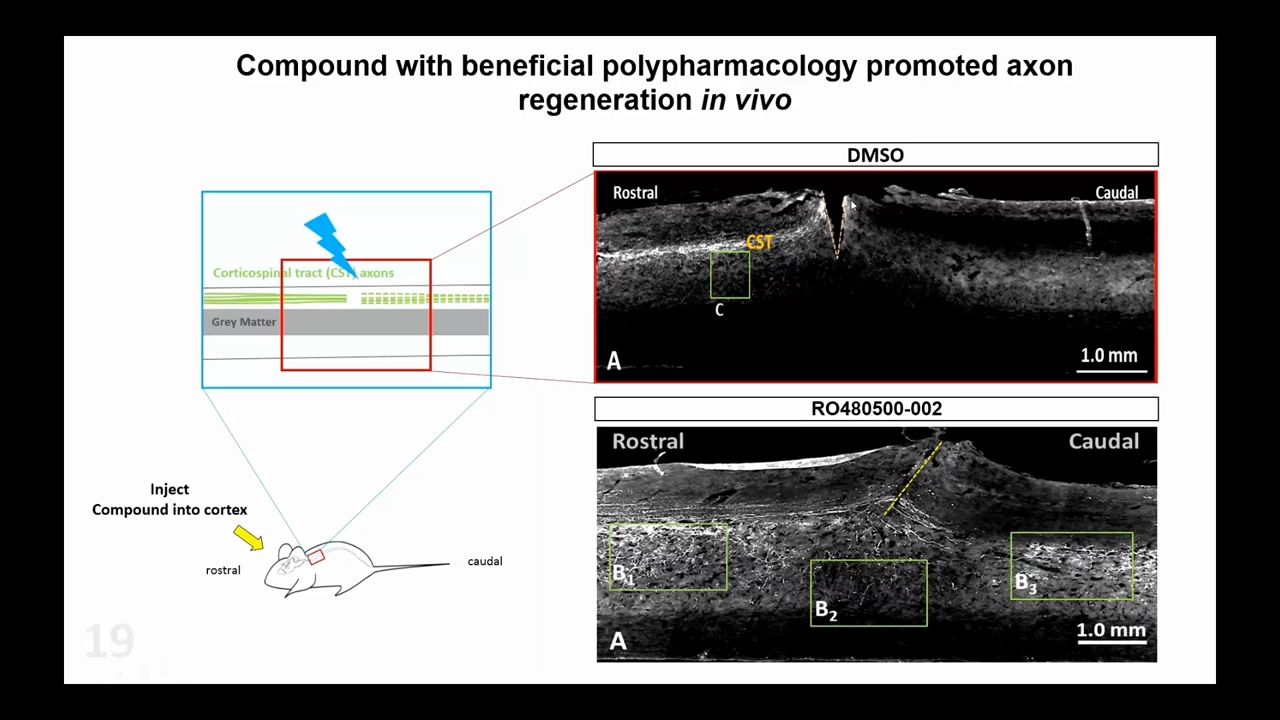 Compound with beneficial polypharmacology promoted axon
regeneration in vivo
Corticospinal tract (CST) axons
Grey Matter
Inject
Compound into cortex
rostral
caudal
19
DMSO
Rostral
Caudal
CST
C
A
1.0 mm
RO480500-002
Rostral
Caudal
B1
B2
B3
A
1.0 mm